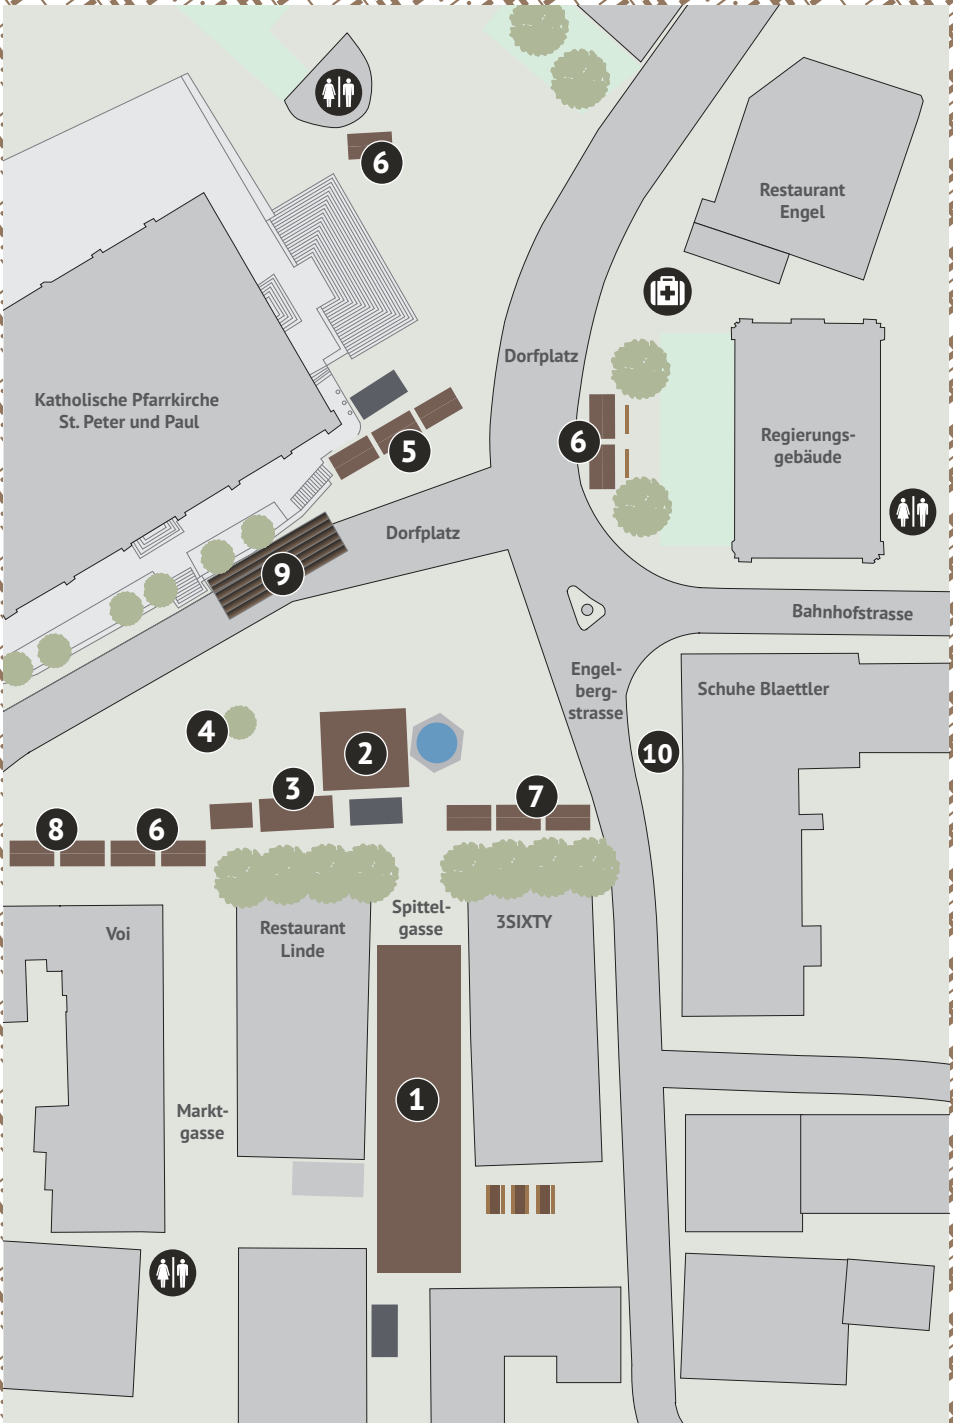 6
Restaurant
Engel
Dorfplatz
Katholische Pfarrkirche
St. Peter und Paul
5
6
Regierungs-
gebäude
Dorfplatz
9
Bahnhofstrasse
Engel-
berg-
strasse
Schuhe Blaettler
4
2
10
3
7
8
6
Voi
Restaurant
Linde
Spittel-
gasse
3SIXTY
1
Markt-
gasse